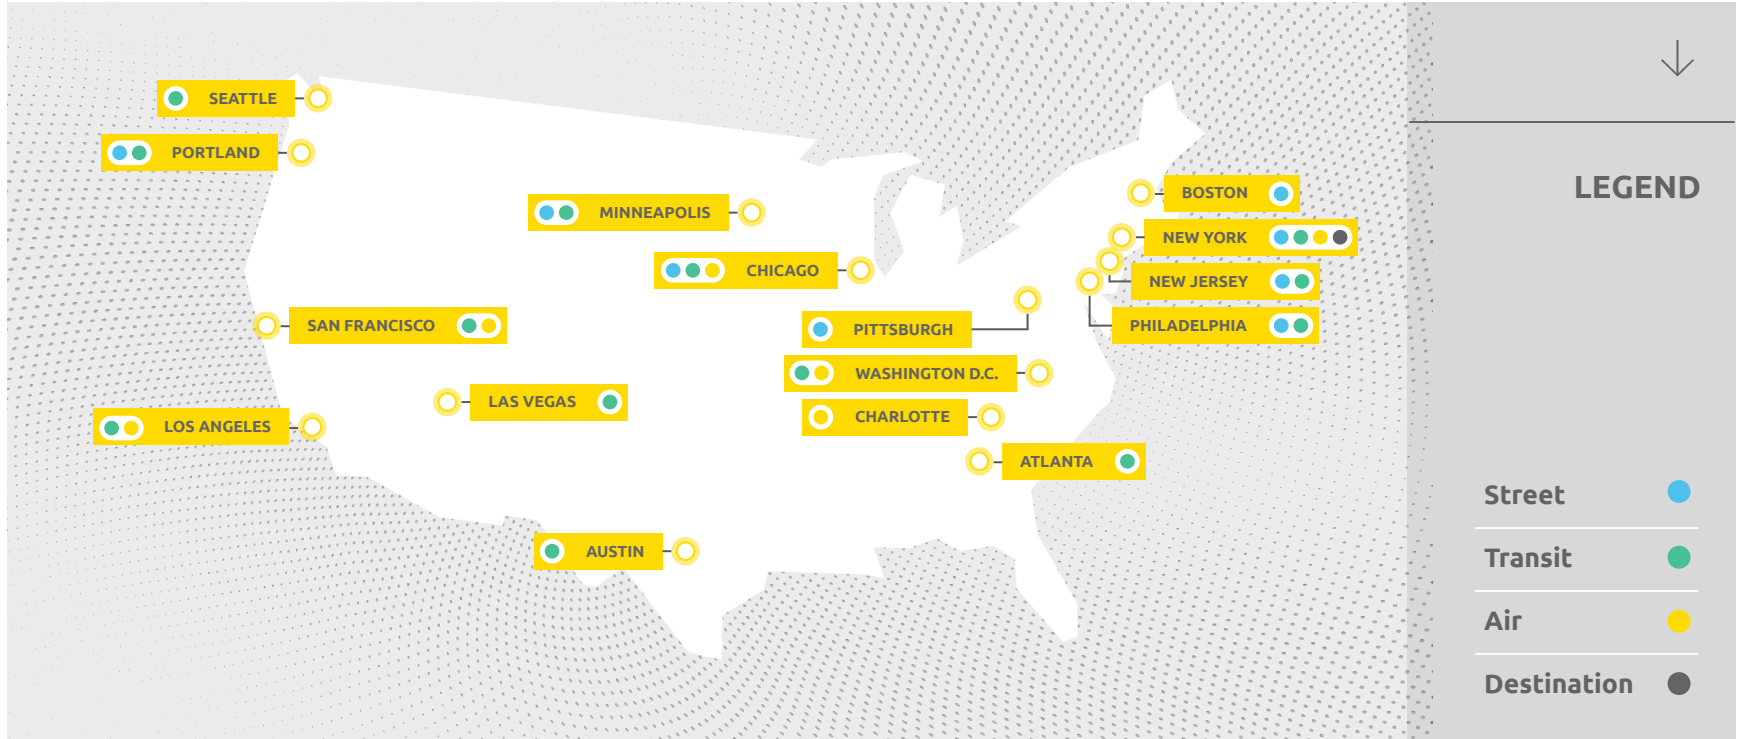 SEATTLE
PORTLAND
MINNEAPOLIS
CHICAGO
SAN FRANCISCO
LAS VEGAS
LOS ANGELES
AUSTIN
BOSTON
NEW YORK
NEW JERSEY
PHILADELPHIA
PITTSBURGH
WASHINGTON D.C.
CHARLOTTE
ATLANTA
LEGEND
Street
Transit
Air
Destination